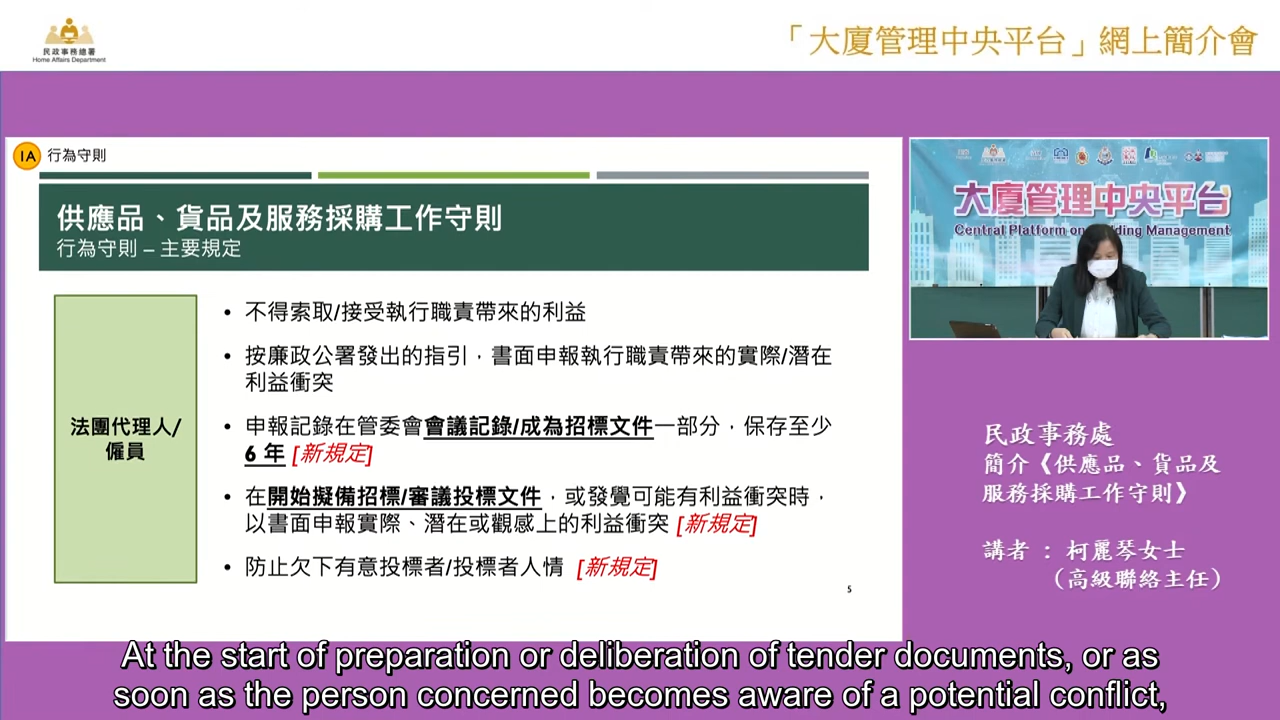 民政事務總署
Home Affairs Department
「大廈管理中央平台」網上簡介會
1A 行為守則
供應品、貨品及服務採購工作守則
行為守則 – 主要規定
法團代理人/
僱員
• 不得索取/接受執行職責帶來的利益
• 按廉政公署發出的指引，書面申報執行職責帶來的實際/潛在
利益衝突
• 申報記錄在管委會會議記錄/成為招標文件一部分，保存至少
6 年 [新規定]
• 在開始擬備招標/審議投標文件，或發覺可能有利益衝突時，
以書面申報實際、潛在或觀感上的利益衝突 [新規定]
• 防止欠下有意投標者/投標者人情 [新規定]
5
大廈管理中央平台
Central Platform on Building Management
民政事務處
簡介《供應品、貨品及
服務採購工作守則》
講者 ： 柯麗琴女士
（高級聯絡主任）
At the start of preparation or deliberation of tender documents, or as
soon as the person concerned becomes aware of a potential conflict,